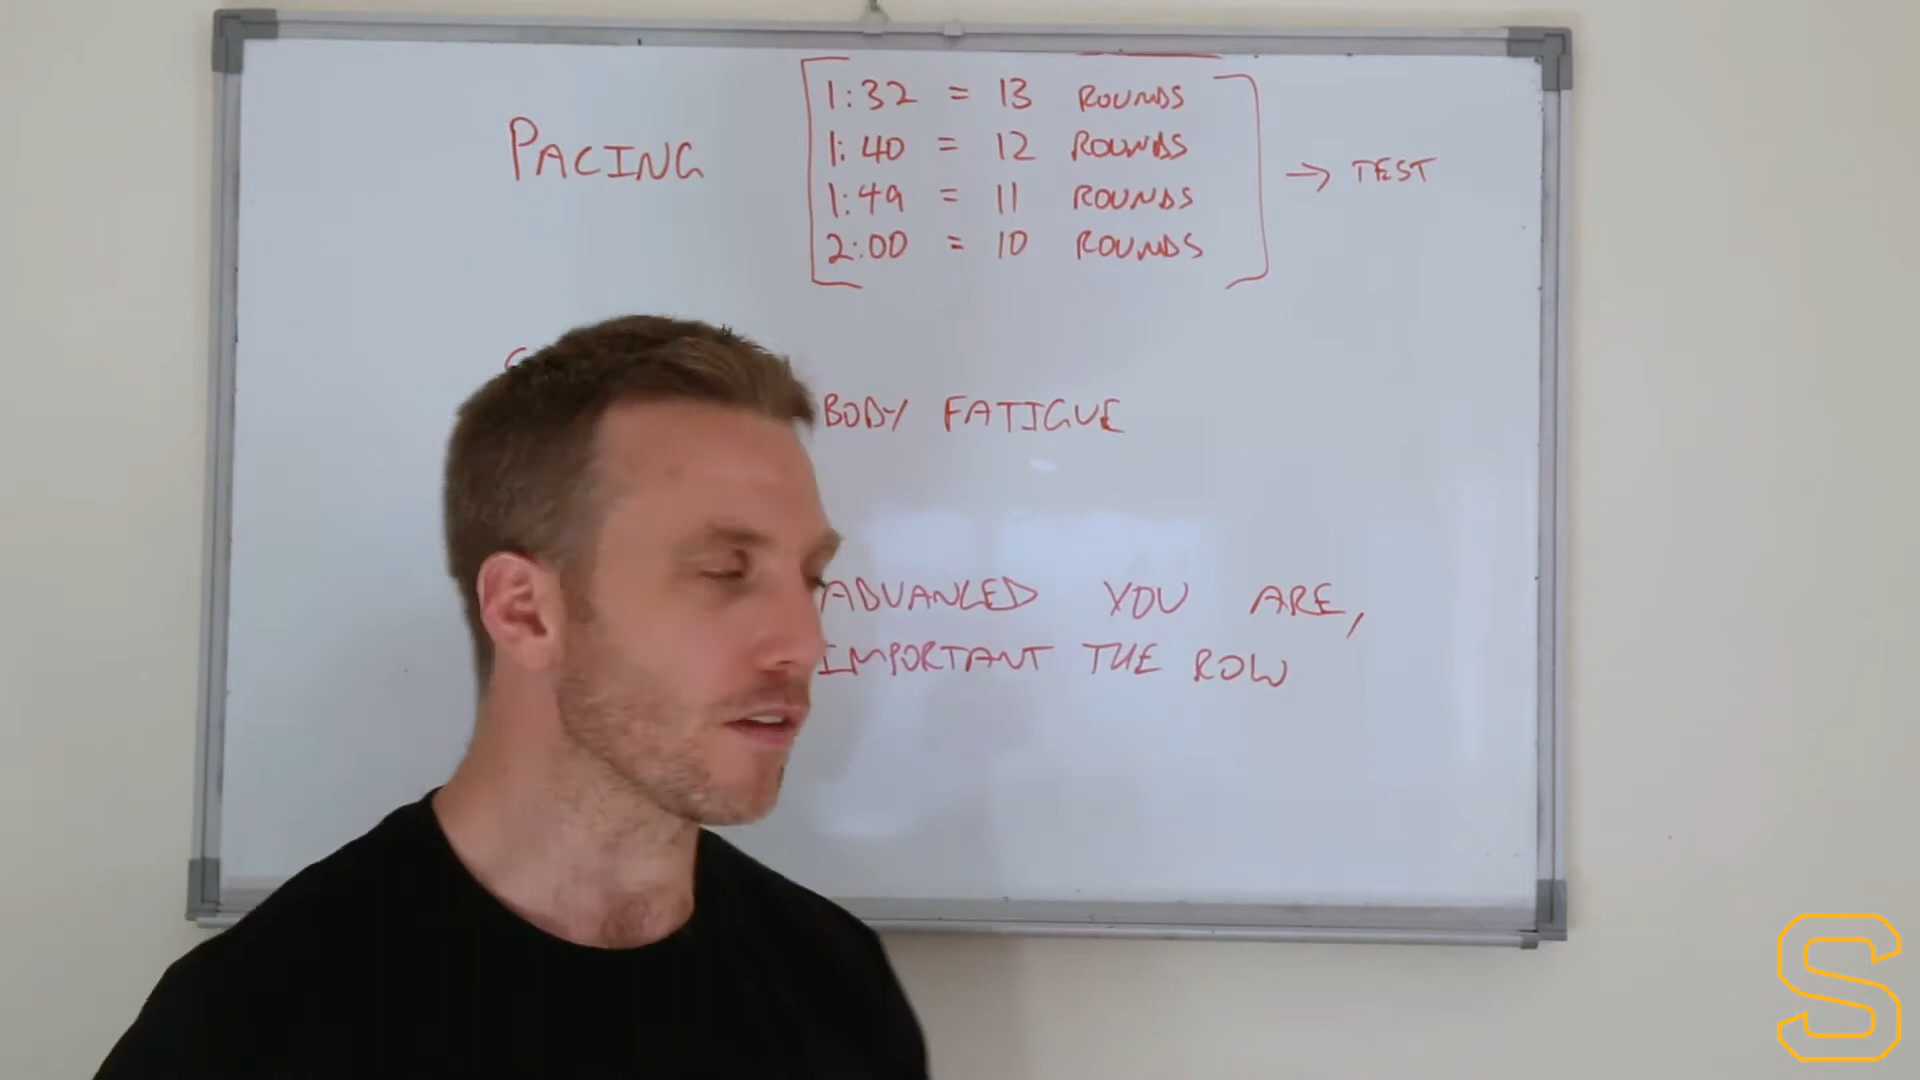 PACING
1:32 = 13 ROUNDS
1:40 = 12 ROUNDS
1:49 = 11 ROUNDS
2:00 = 10 ROUNDS
→ TEST
BODY FATIGUE
ADVANCED YOU ARE,
IMPORTANT THE ROW
S